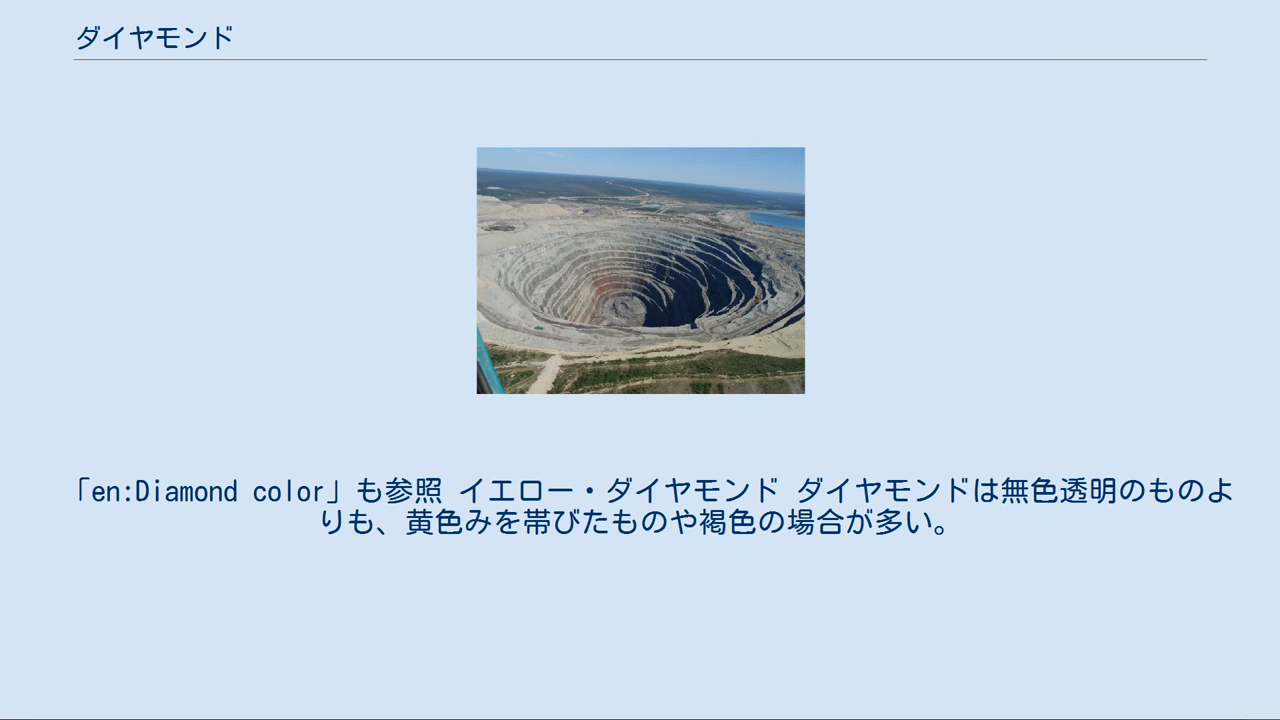 ダイヤモンド
「en:Diamond color」も参照 イエロー・ダイヤモンド ダイヤモンドは無色透明のものよ
りも、黄色みを帯びたものや褐色の場合が多い。